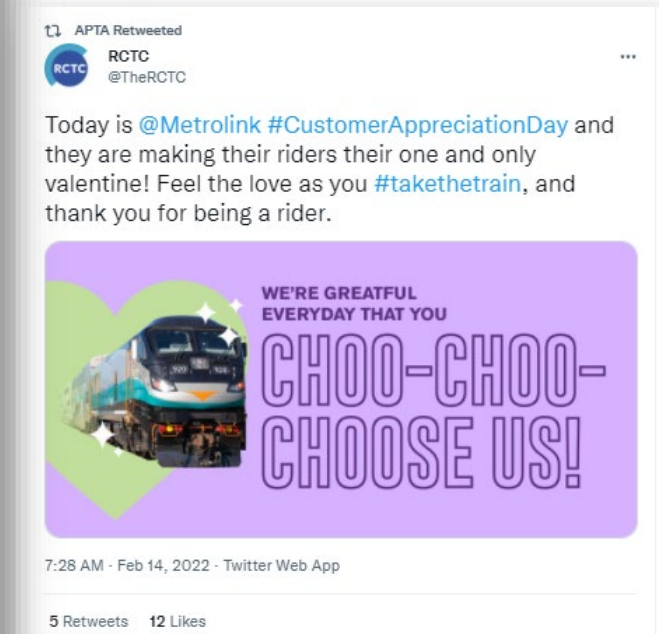 APTA Retweeted
RCTC
RCTC
@TheRCTC
Today is @Metrolink #CustomerAppreciationDay and
they are making their riders their one and only
valentine! Feel the love as you #takethetrain, and
thank you for being a rider.
WE'RE GREATFUL
EVERYDAY THAT YOU
CHOO-CHOO-
CHOOSE US!
7:28 AM · Feb 14, 2022 · Twitter Web App
5 Retweets 12 Likes